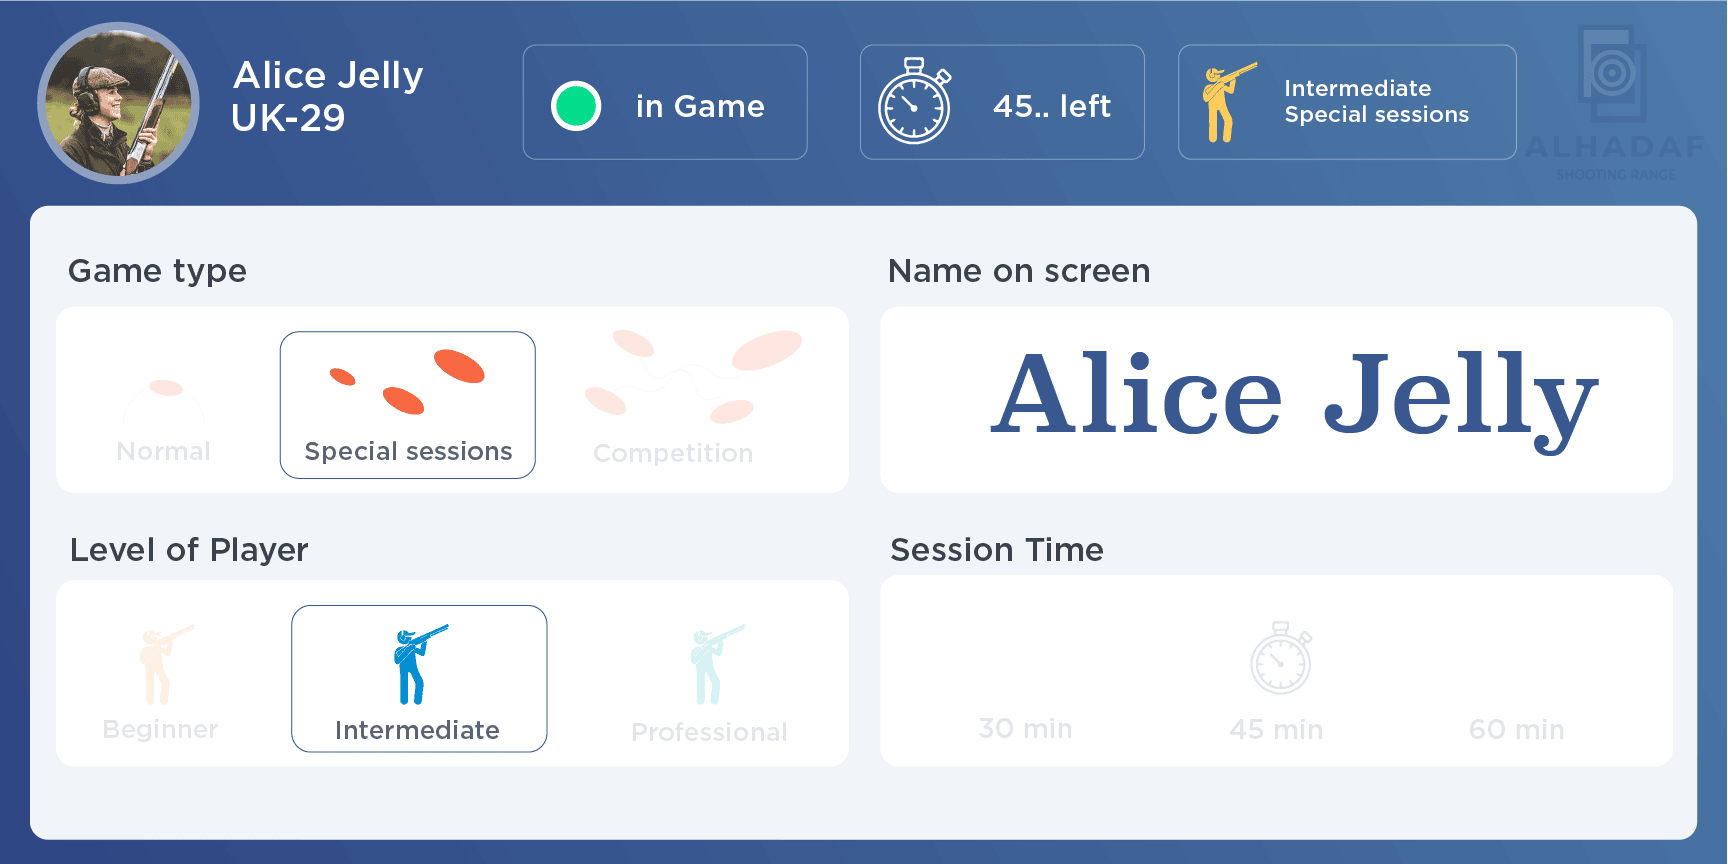 Alice Jelly
UK-29
in Game
45.. left
Intermediate
Special sessions
ALHADAF
SHOOTING RANGE
Game type
Normal
Special sessions
Competition
Name on screen
Alice Jelly
Level of Player
Beginner
Intermediate
Professional
Session Time
30 min
45 min
60 min